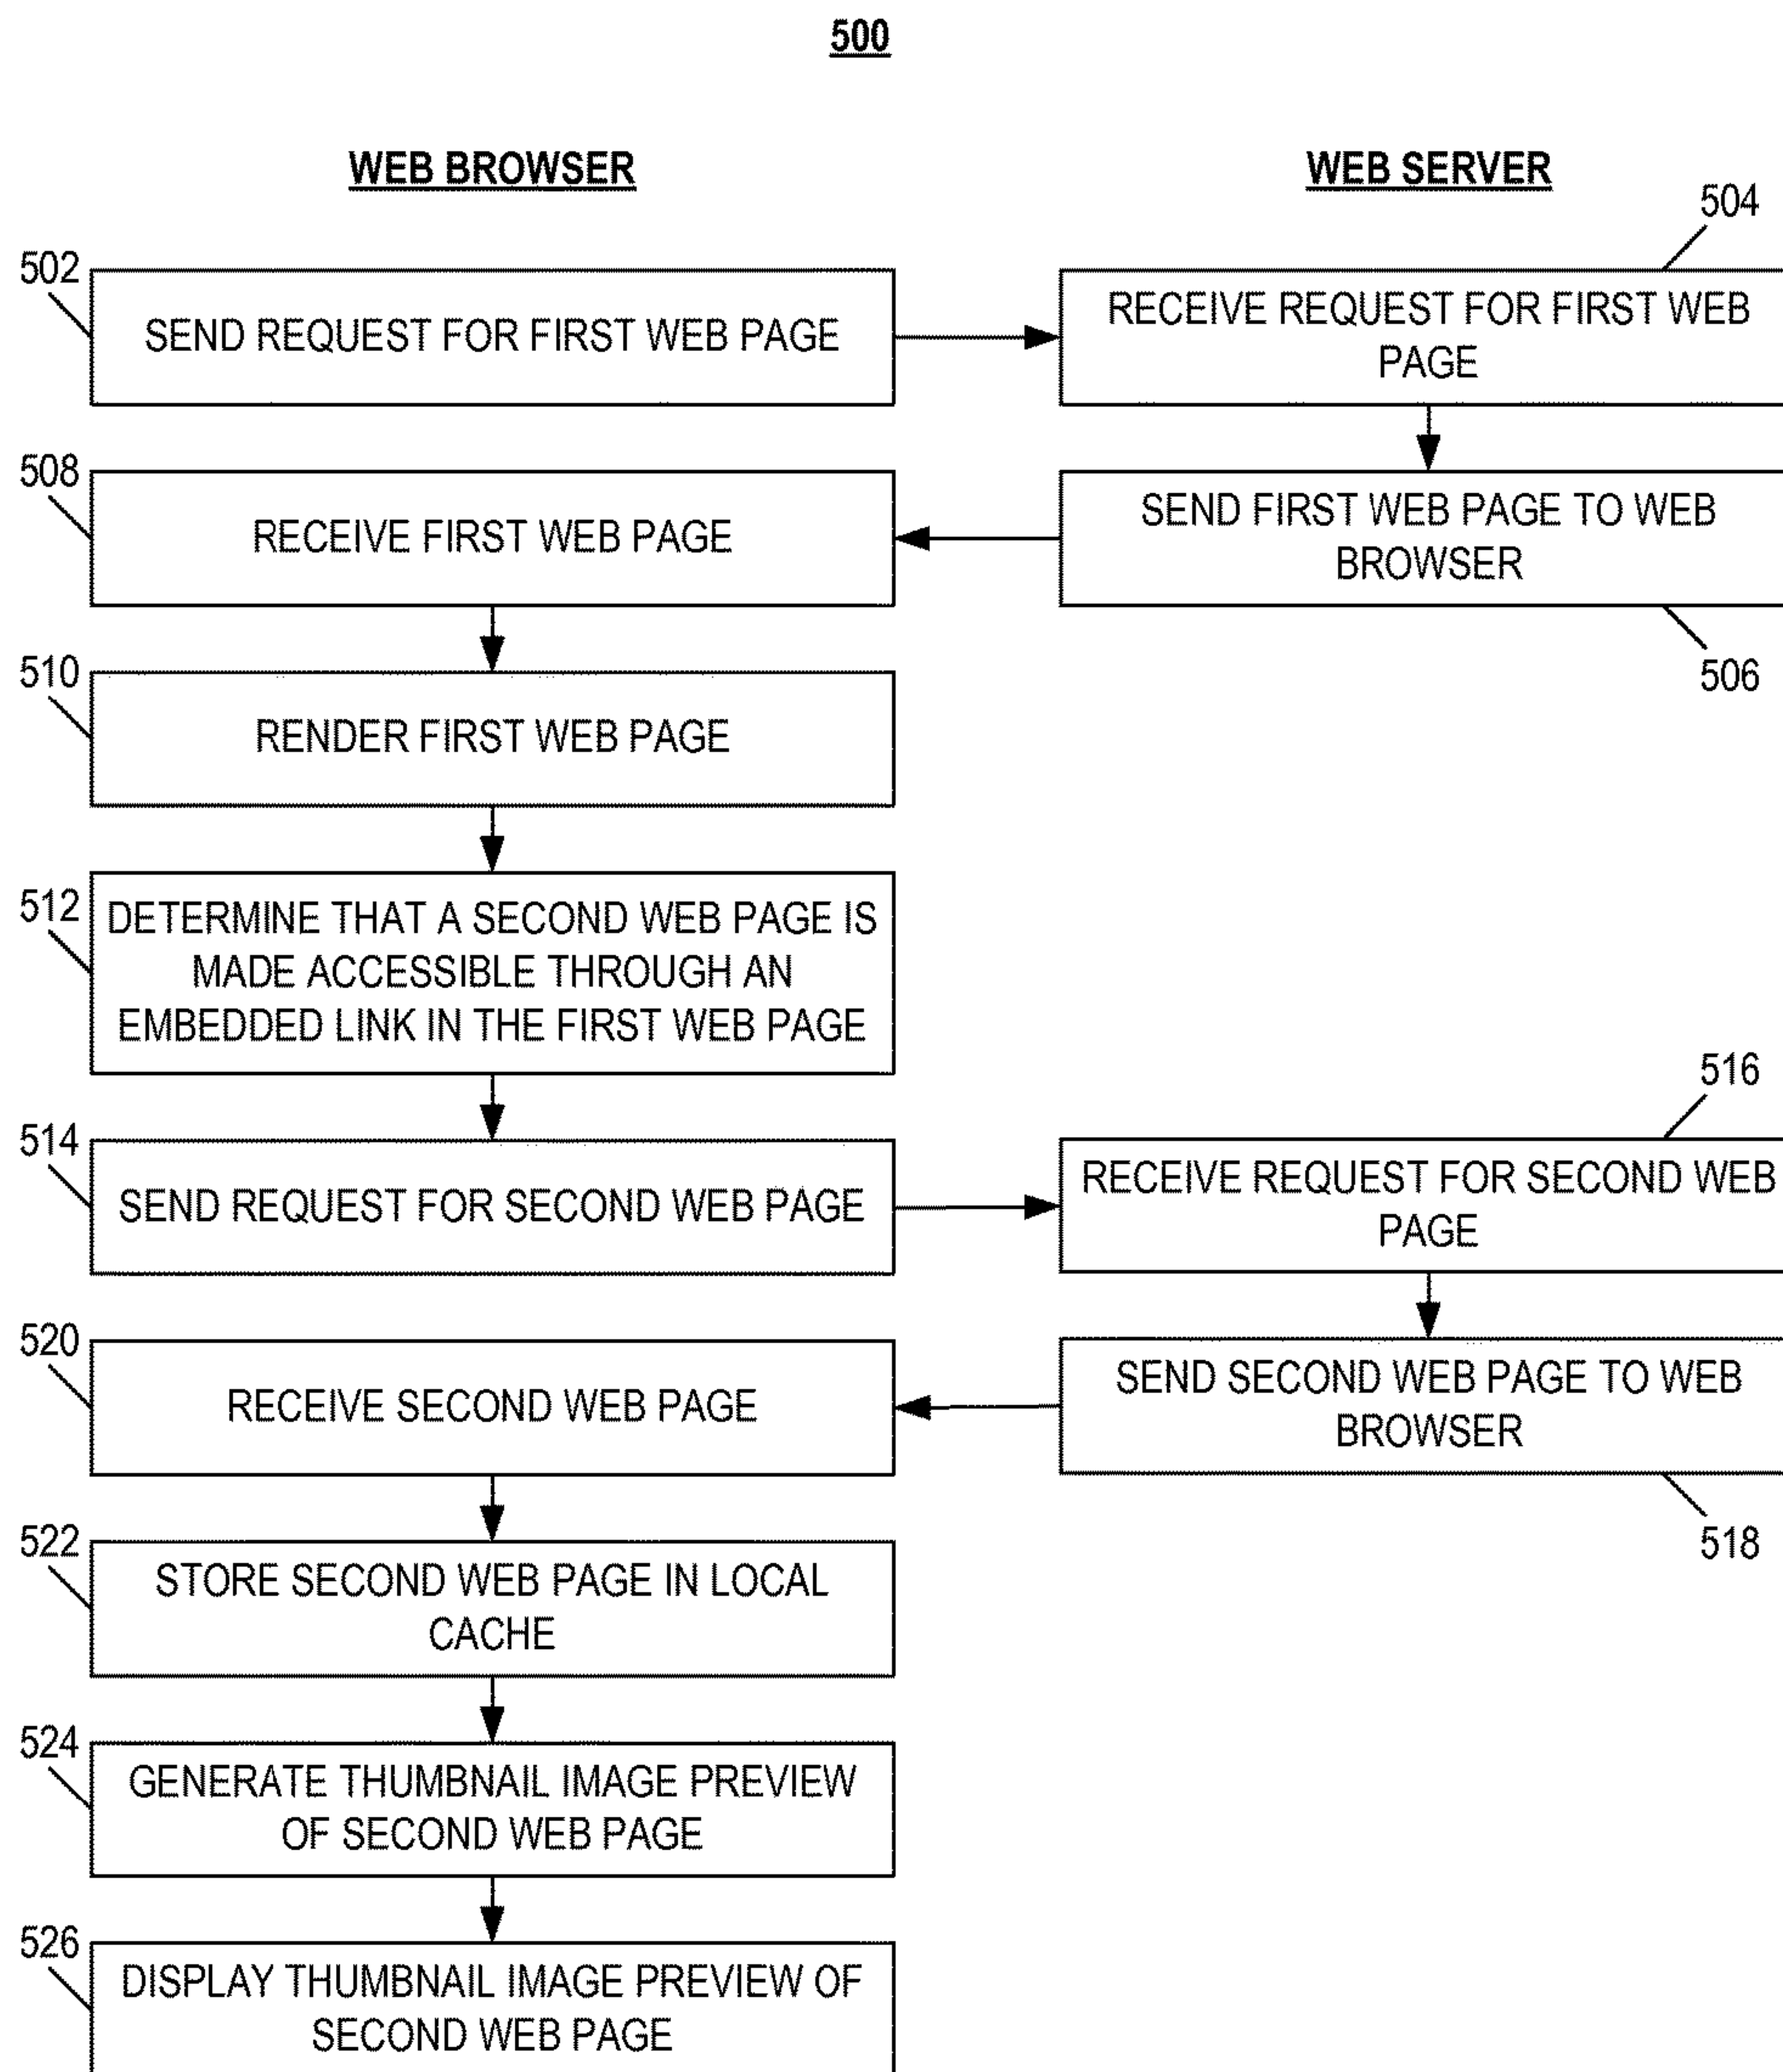 500
WEB BROWSER
WEB SERVER
504
502
SEND REQUEST FOR FIRST WEB PAGE
RECEIVE REQUEST FOR FIRST WEB
PAGE
508
RECEIVE FIRST WEB PAGE
SEND FIRST WEB PAGE TO WEB
BROWSER
506
510
RENDER FIRST WEB PAGE
512
DETERMINE THAT A SECOND WEB PAGE IS
MADE ACCESSIBLE THROUGH AN
EMBEDDED LINK IN THE FIRST WEB PAGE
516
514
SEND REQUEST FOR SECOND WEB PAGE
RECEIVE REQUEST FOR SECOND WEB
PAGE
520
RECEIVE SECOND WEB PAGE
SEND SECOND WEB PAGE TO WEB
BROWSER
518
522
STORE SECOND WEB PAGE IN LOCAL
CACHE
524
GENERATE THUMBNAIL IMAGE PREVIEW
OF SECOND WEB PAGE
526
DISPLAY THUMBNAIL IMAGE PREVIEW OF
SECOND WEB PAGE